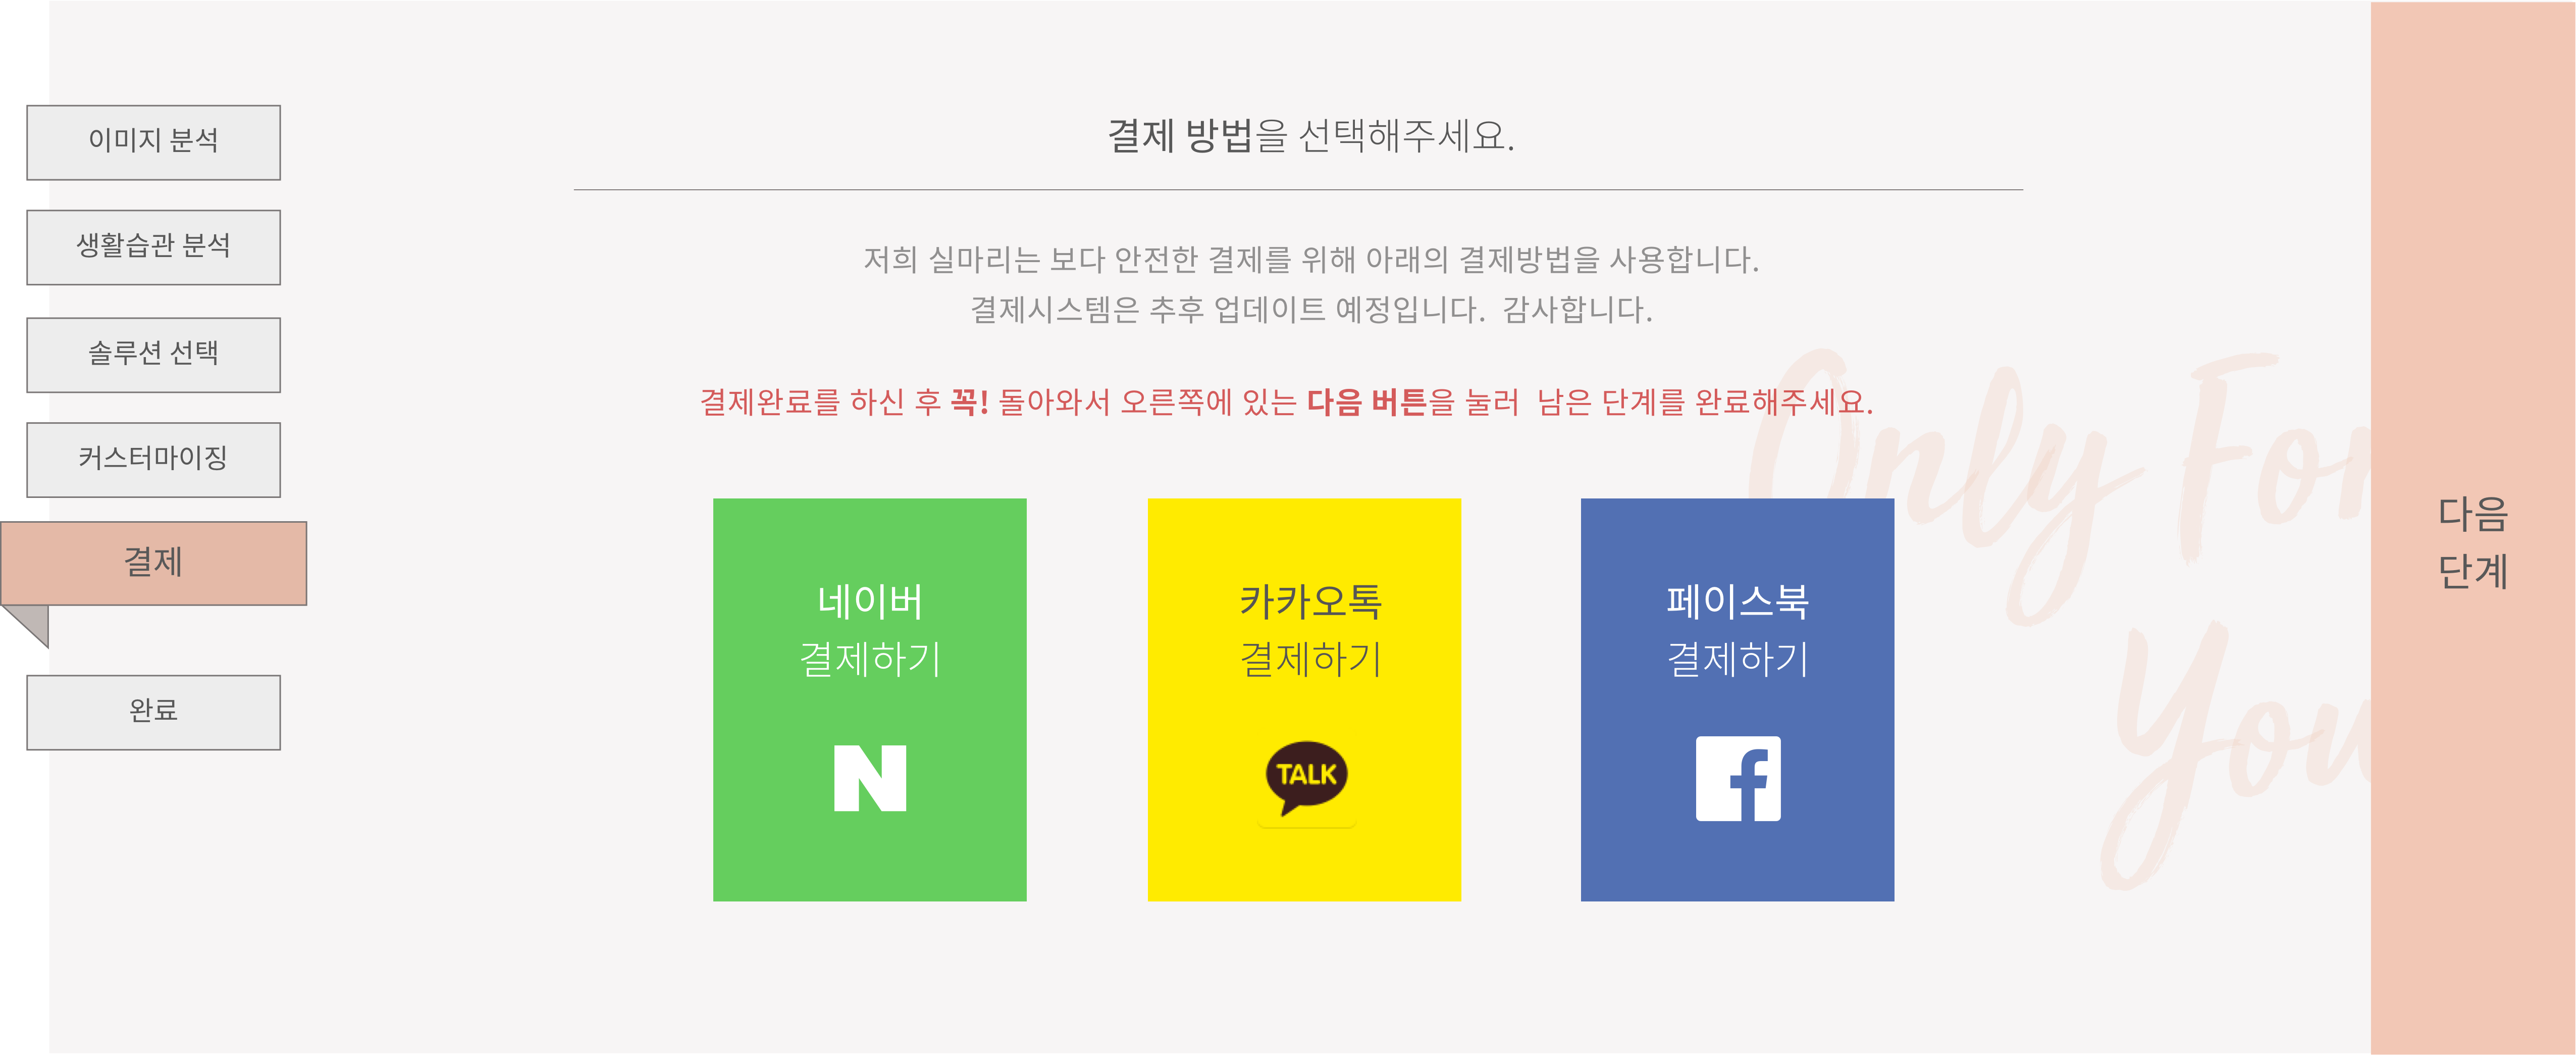 이미지 분석
생활습관 분석
솔루션 선택
커스터마이징
결제
완료
결제 방법을 선택해주세요.
저희 실마리는 보다 안전한 결제를 위해 아래의 결제방법을 사용합니다.
결제시스템은 추후 업데이트 예정입니다. 감사합니다.
결제완료를 하신 후 꼭! 돌아와서 오른쪽에 있는 다음 버튼을 눌러 남은 단계를 완료해주세요.
Only For
You
네이버
결제하기
N
카카오톡
결제하기
TALK
페이스북
결제하기
f
다음
단계